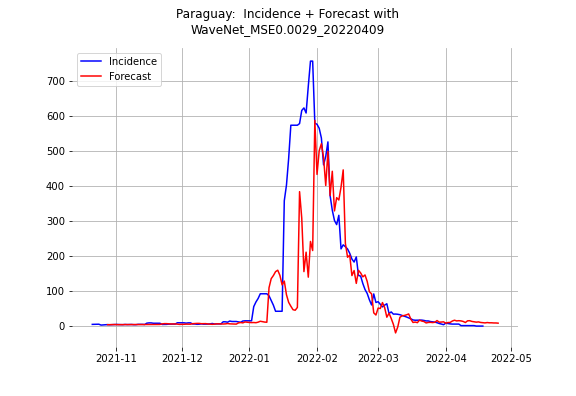 Paraguay:  Incidence + Forecast with
WaveNet_MSE0.0029_20220409
Incidence
Forecast
700
600
500
400
300
200
100
0
2021-11 2021-12 2022-01 2022-02 2022-03 2022-04 2022-05